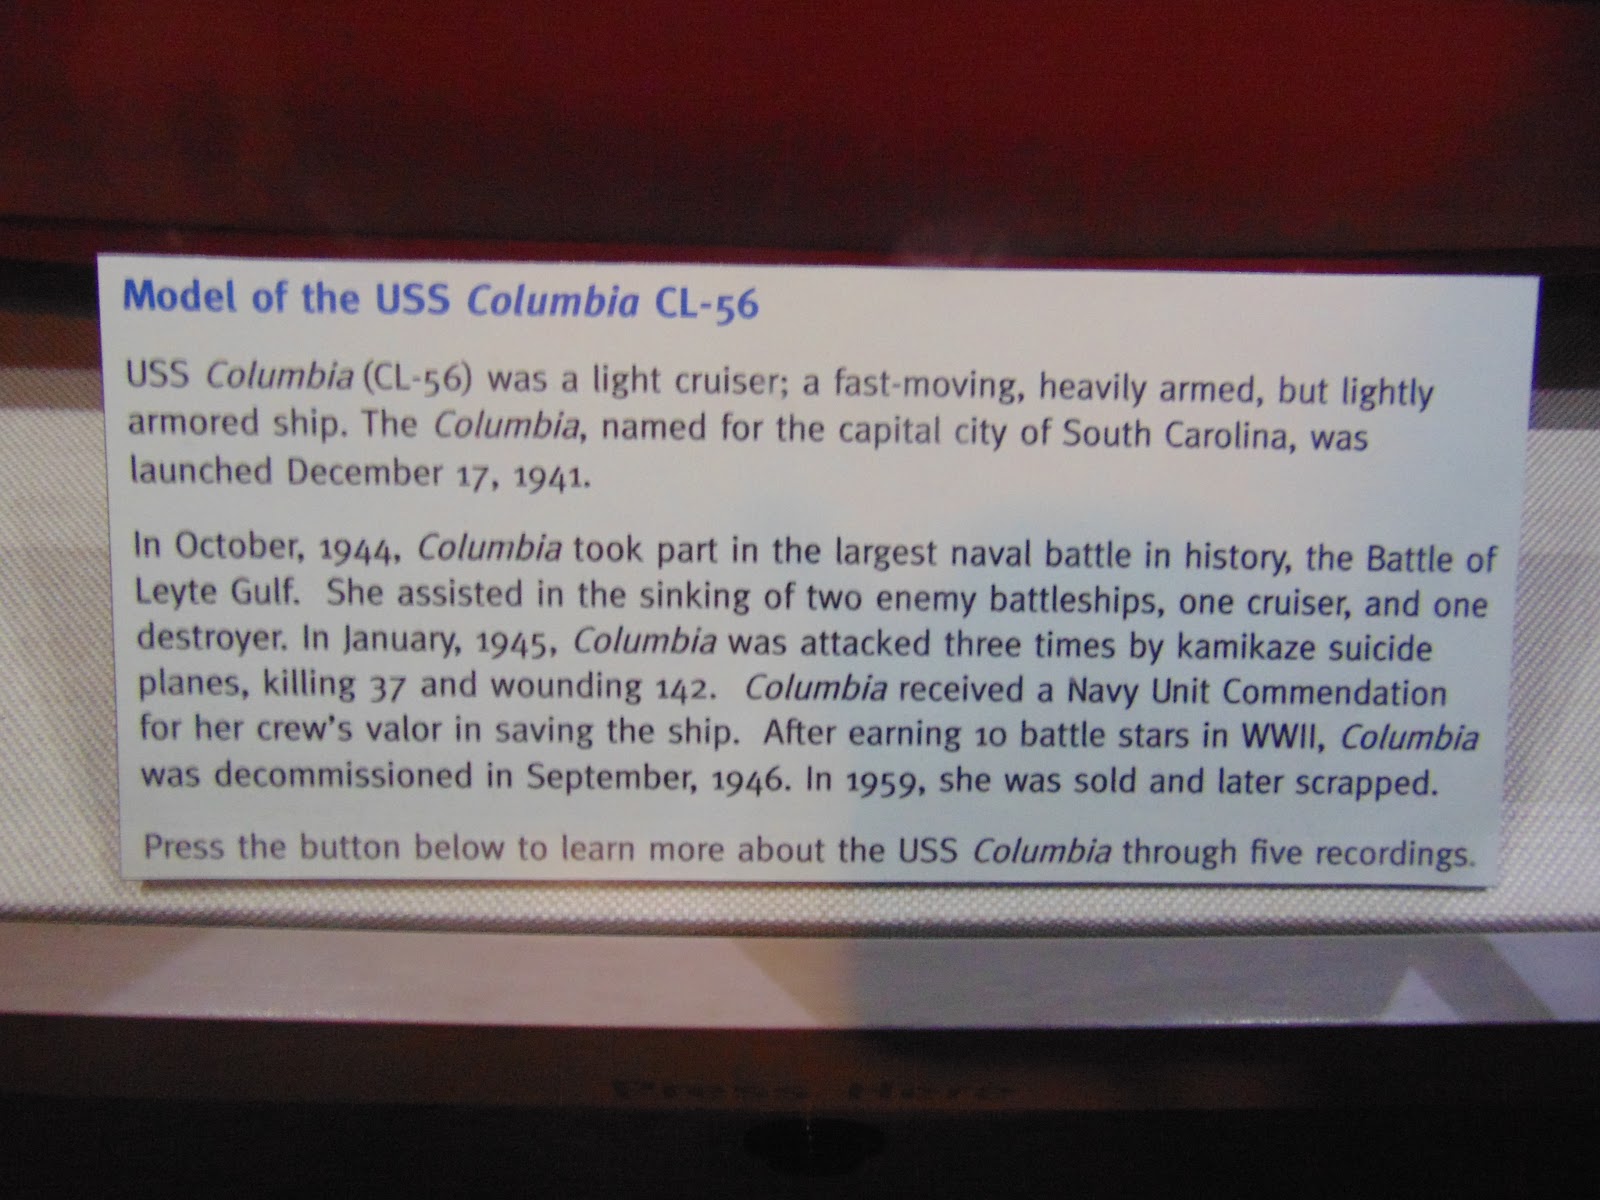 Model of the USS Columbia CL-56
USS Columbia (CL-56) was a light cruiser; a fast-moving, heavily armed, but lightly
armored ship. The Columbia, named for the capital city of South Carolina, was
launched December 17, 1941.
In October, 1944, Columbia took part in the largest naval battle in history, the Battle of
Leyte Gulf. She assisted in the sinking of two enemy battleships, one cruiser, and one
destroyer. In January, 1945, Columbia was attacked three times by kamikaze suicide
planes, killing 37 and wounding 142. Columbia received a Navy Unit Commendation
for her crew's valor in saving the ship. After earning 10 battle stars in WWII, Columbia
was decommissioned in September, 1946. In 1959, she was sold and later scrapped.
Press the button below to learn more about the USS Columbia through five recordings.
Press Here